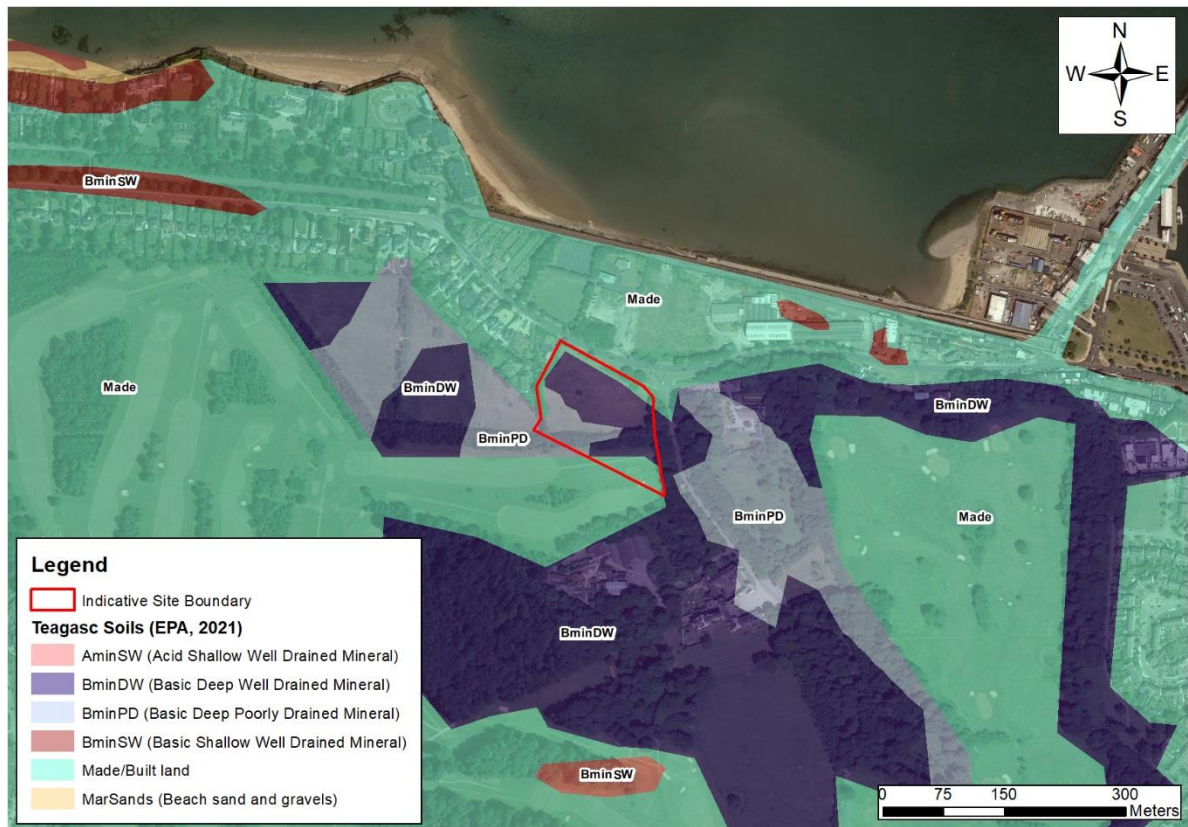 N
W E
S
BminSW
Made
Made
BminDW
BminDW
BminPD
BminPD
Made
BminDW
BminSW
Legend
Indicative Site Boundary
Teagasc Soils (EPA, 2021)
AminSW (Acid Shallow Well Drained Mineral)
BminDW (Basic Deep Well Drained Mineral)
BminPD (Basic Deep Poorly Drained Mineral)
BminSW (Basic Shallow Well Drained Mineral)
Made/Built land
MarSands (Beach sand and gravels)
0 75 150 300
Meters